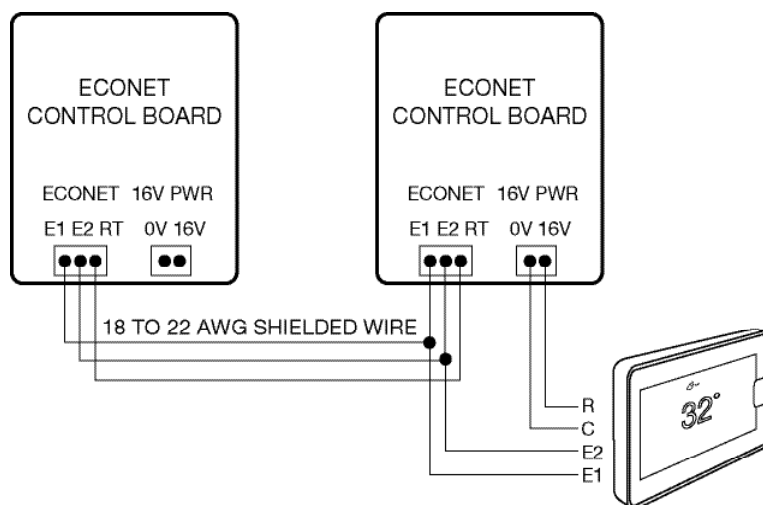 ECONET
CONTROL BOARD
ECONET 16V PWR
E1 E2 RT 0V 16V
ECONET
CONTROL BOARD
ECONET 16V PWR
E1 E2 RT 0V 16V
18 TO 22 AWG SHIELDED WIRE
R
C
E2
E1
32°